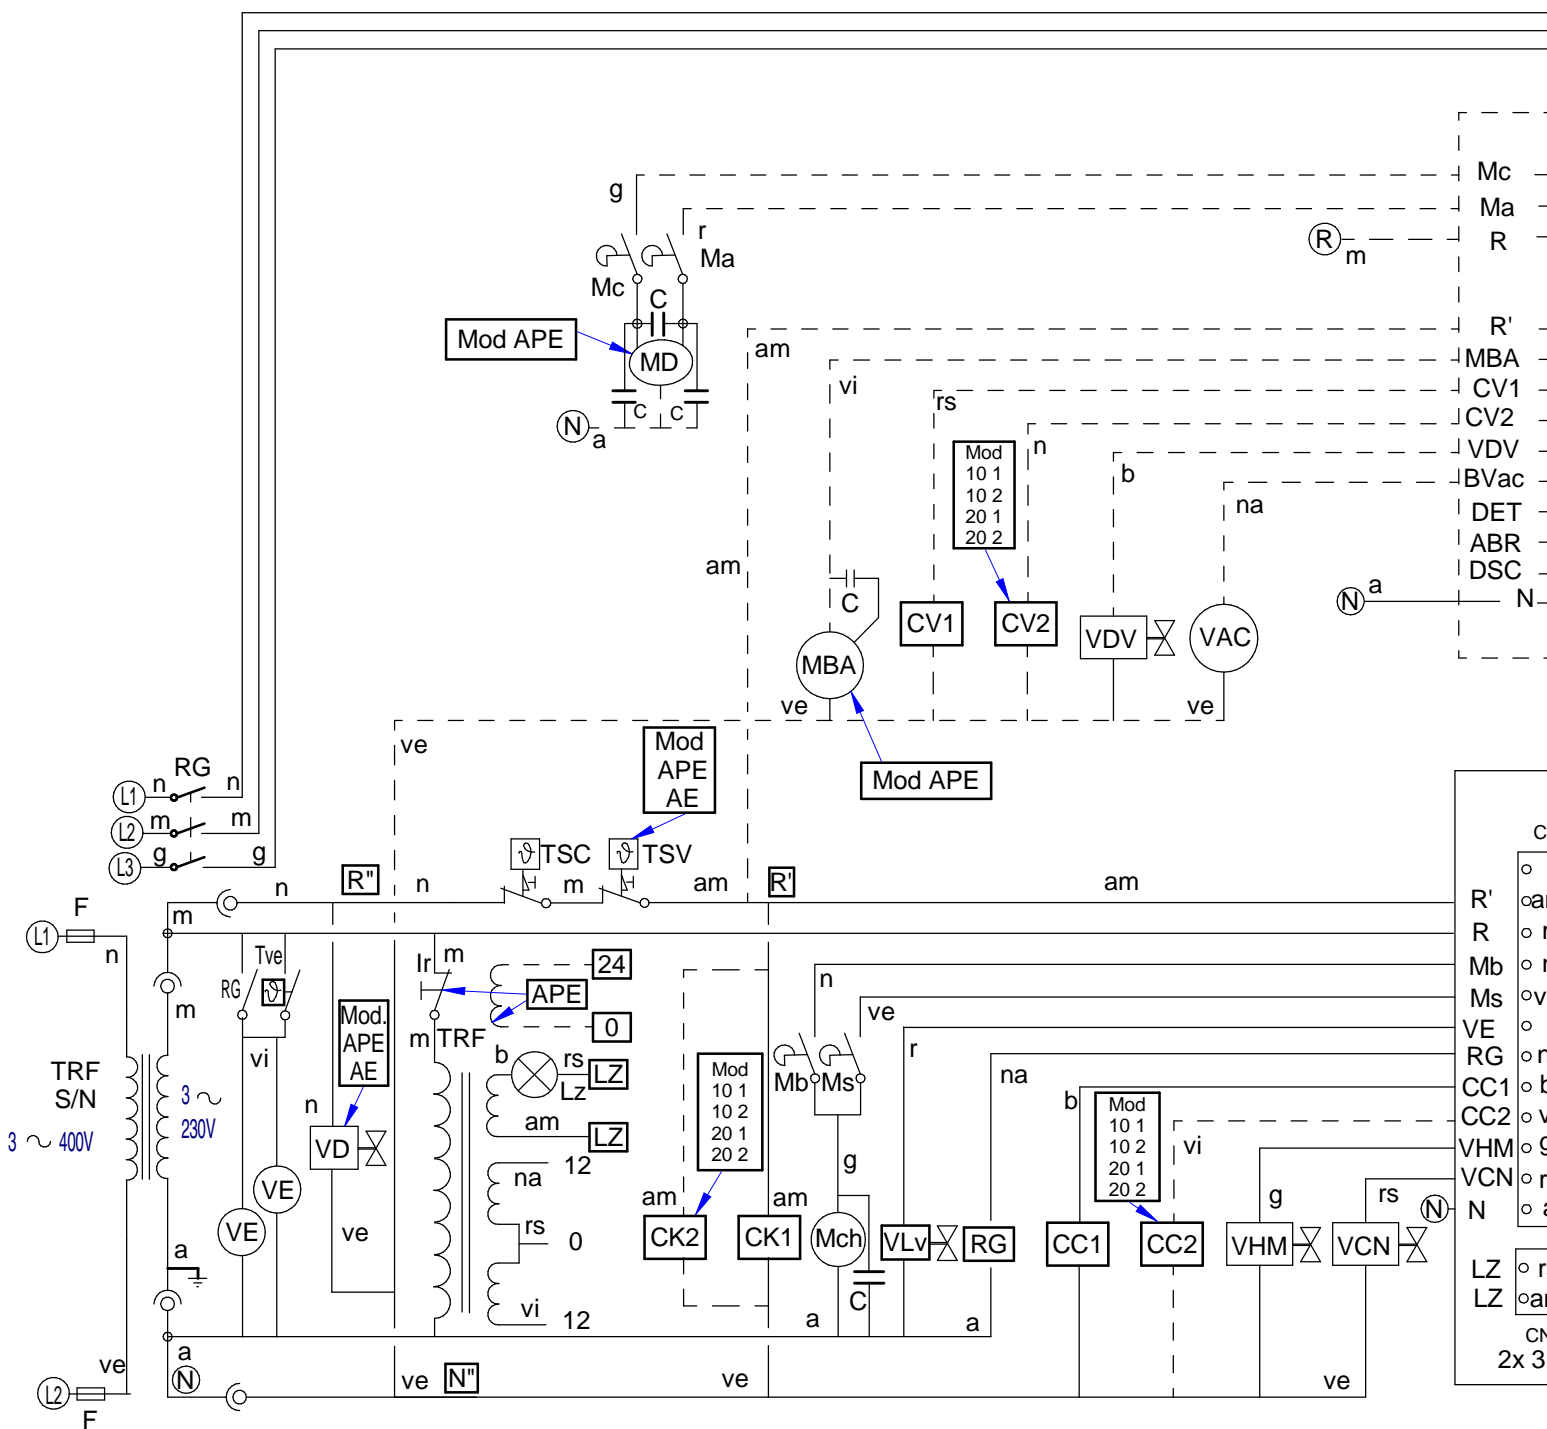 Mc
g
Ma
r
Ma
R
m
R
Mc
C
Mod APE
MD
R'
am
MBA
vi
CV1
rs
C
C
CV2
N
a
n
Mod
10 1
10 2
20 1
20 2
VDV
b
BVac
na
DET
ABR
am
DSC
N
a
N
C
CV1
CV2
VDV
VAC
MBA
ve
ve
ve
Mod
APE
AE
Mod APE
RG
L1
n
n
L2
m
m
L3
g
g
TSC
TSV
n
R"
n
m
am
R'
am
F
m
L1
n
R'
R
Tve
Ir
m
24
RG
APE
n
Mb
m
Mod.
APE
AE
m
TRF
0
ve
Ms
VE
vi
b
rs
LZ
Lz
Mod
10 1
10 2
20 1
20 2
Mb
Ms
r
na
RG
TRF
S/N
3
400V
3
230V
n
am
LZ
b
Mod
10 1
10 2
20 1
20 2
CC1
CC2
VD
vi
VHM
12
na
g
VCN
VE
am
am
g
rs
N
N
VE
ve
rs
0
CK2
CK1
Mch
VLv
RG
CC1
CC2
VHM
VCN
a
LZ
LZ
vi
12
C
a
a
ve
a
N
ve
N"
ve
ve
L2
F
2x 3